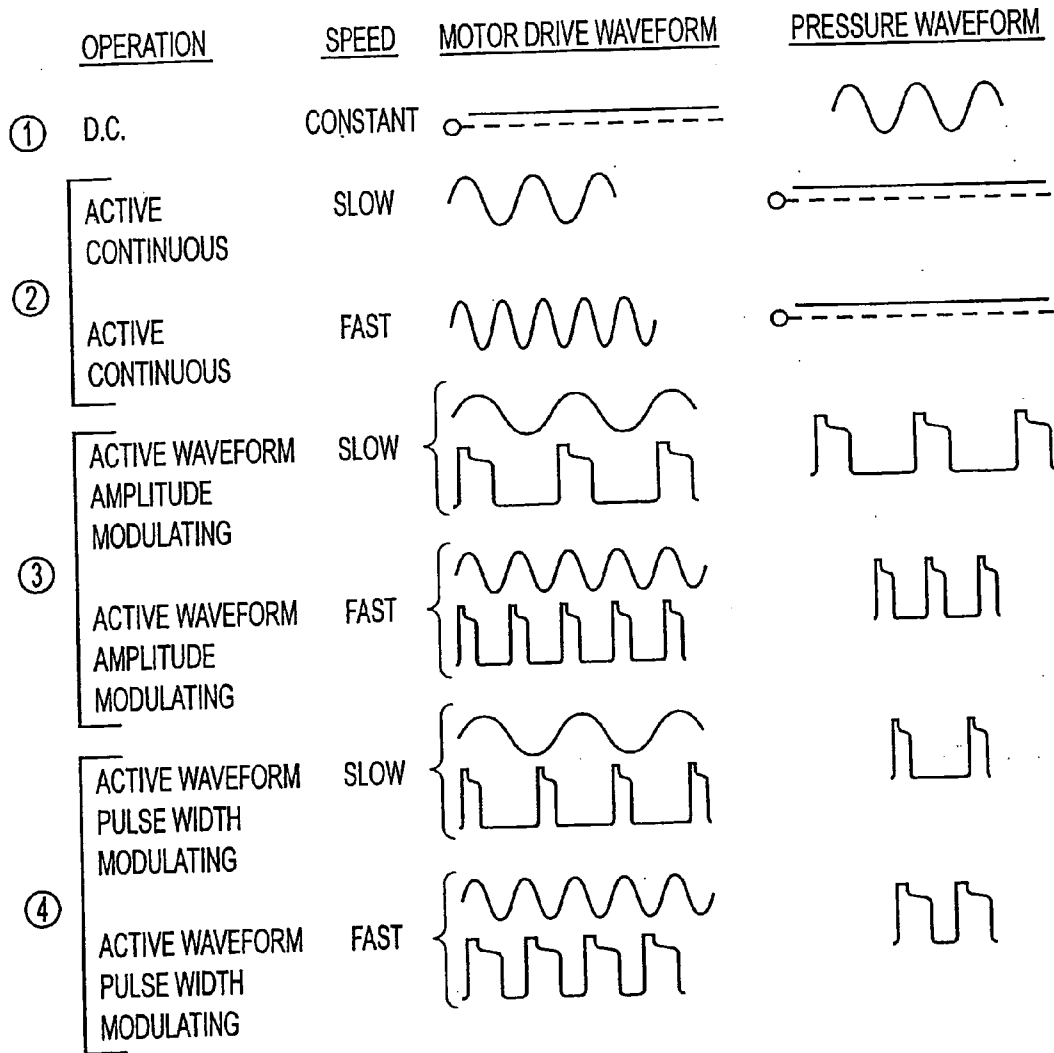 OPERATION SPEED MOTOR DRIVE WAVEFORM PRESSURE WAVEFORM
① D.C. CONSTANT
②
ACTIVE SLOW
CONTINUOUS
ACTIVE FAST
CONTINUOUS
③
ACTIVE WAVEFORM SLOW
AMPLITUDE
MODULATING
ACTIVE WAVEFORM FAST
AMPLITUDE
MODULATING
④
ACTIVE WAVEFORM SLOW
PULSE WIDTH
MODULATING
ACTIVE WAVEFORM FAST
PULSE WIDTH
MODULATING